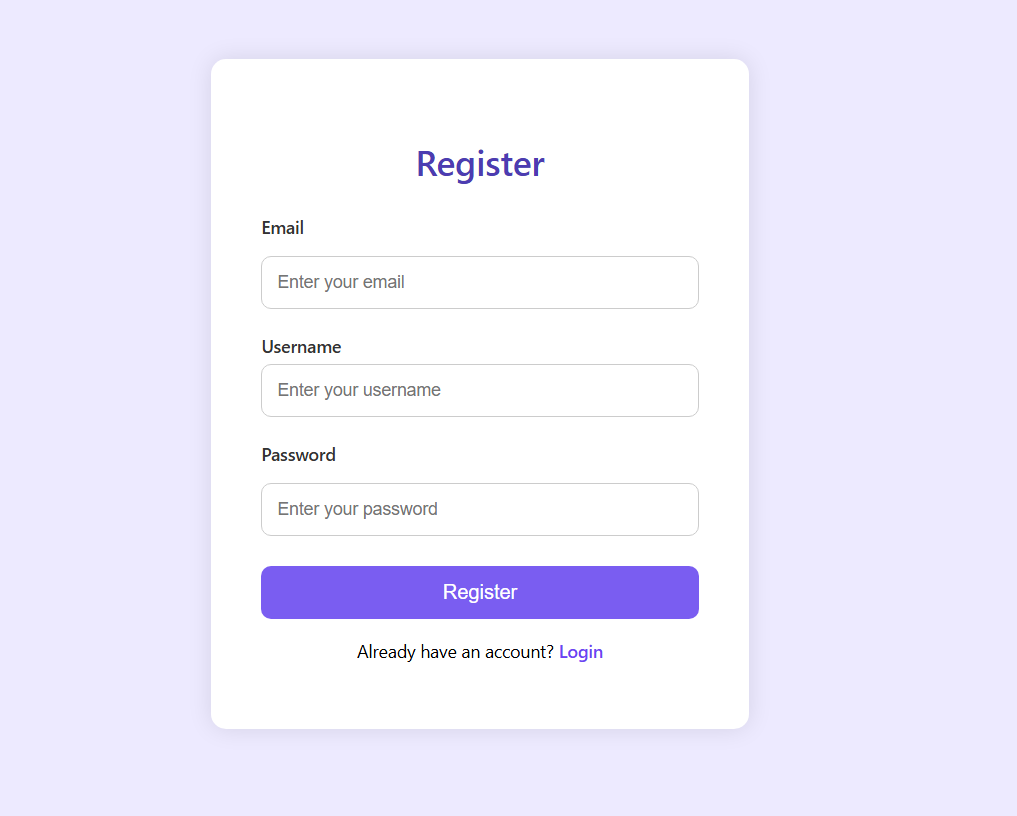 Register
Email
Enter your email
Username
Enter your username
Password
Enter your password
Register
Already have an account? Login